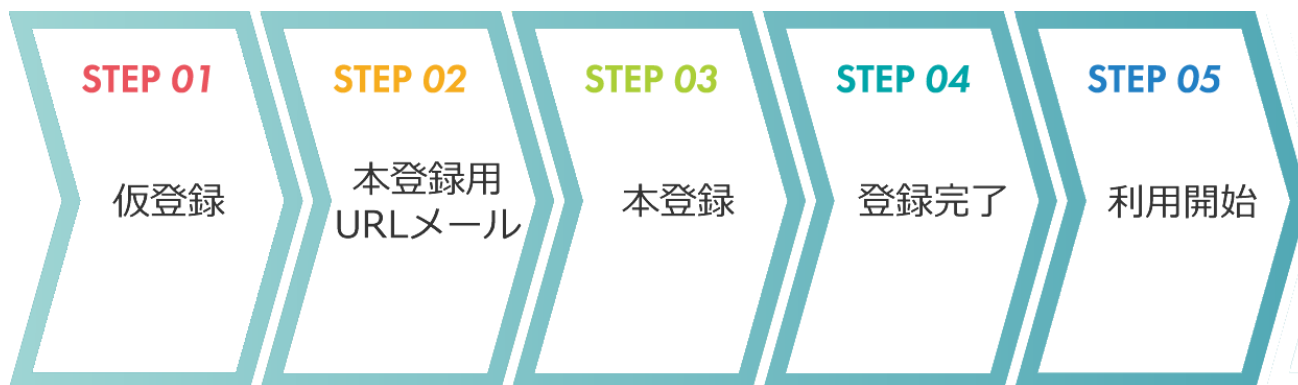 STEP 01
仮登録
STEP 02
本登録用
URLメール
STEP 03
本登録
STEP 04
登録完了
STEP 05
利用開始